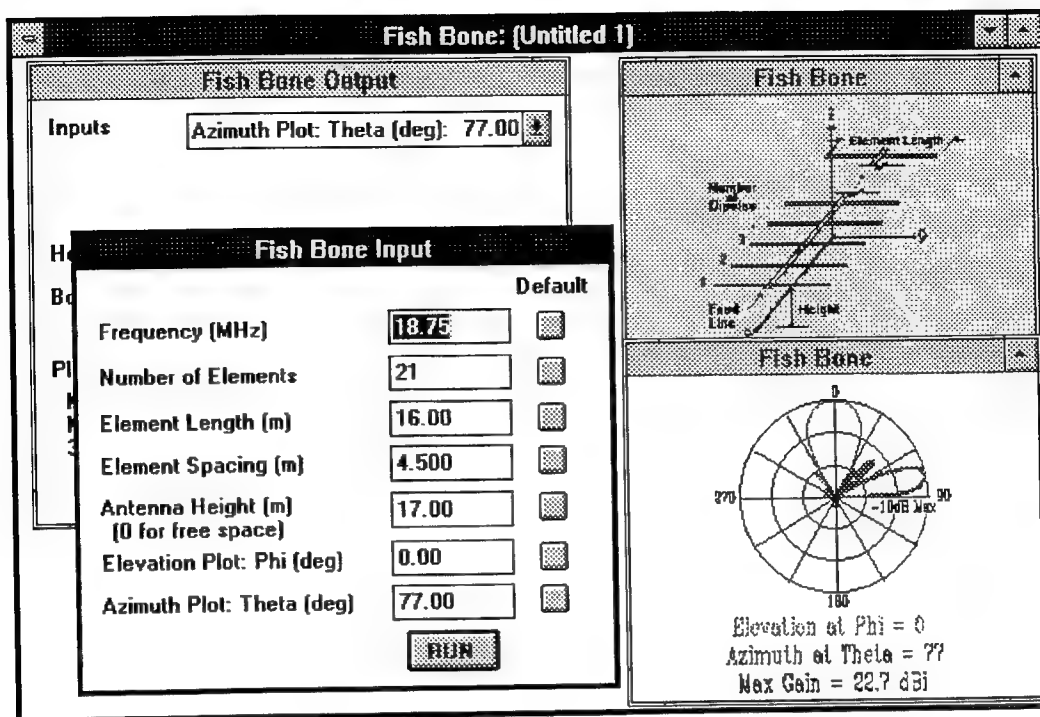 Fish Bone: (Untitled 1)
Fish Bone Output
Inputs
Azimuth Plot: Theta (deg): 77.00
He
Bo
Pl
Fish Bone Input
Default
Frequency (MHz)
18.75
Number of Elements
21
Element Length (m)
16.00
Element Spacing (m)
4.500
Antenna Height (m)
(0 for free space)
17.00
Elevation Plot: Phi (deg)
0.00
Azimuth Plot: Theta (deg)
77.00
RUN
Fish Bone
Element Length
Number
Dipoles
3
2
1
Feed
Line
Height
Fish Bone
0
270
90
-10dB Max
180
Elevation at Phi = 0
Azimuth at Theta = 77
Max Gain = 22.7 dBi